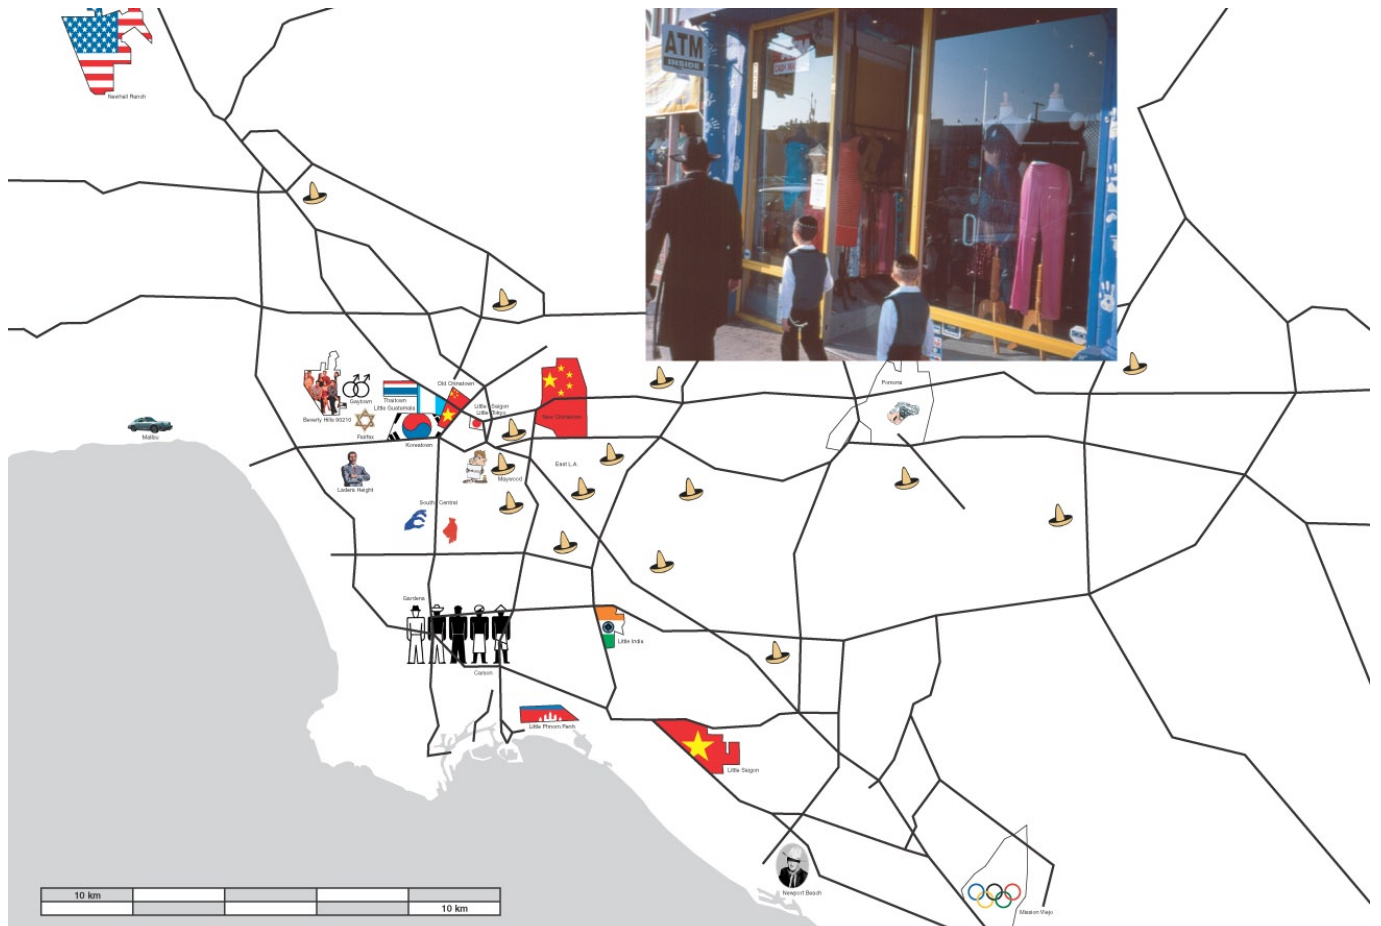 Newhall Ranch
ATM
INSIDE
Old Chinatown
Thaitown
Little Guatemala
Gaytown
Beverly Hills 90210
Fairfax
Koreatown
Little Saigon
Little Tokyo
New Chinatown
Pomona
Malibu
Ladera Height
Maywood
East L.A.
South Central
Gardena
Carson
Little India
Little Phnom Penh
Little Saigon
Newport Beach
Mission Viejo
10 km
10 km